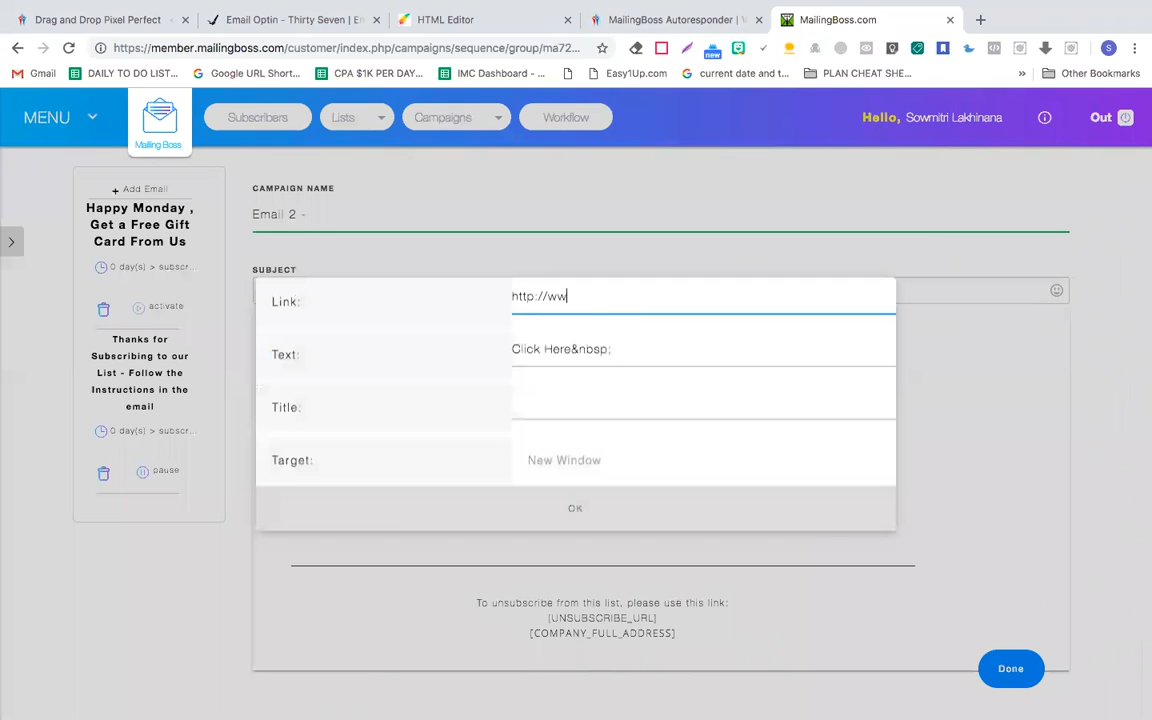 Drag and Drop Pixel Perfect
Email Optin - Thirty Seven | E
HTML Editor
MailingBoss Autoresponder | W
MailingBoss.com
https://member.mailingboss.com/customer/index.php/campaigns/sequence/group/ma72...
new
S
Gmail
DAILY TO DO LIST...
Google URL Short...
CPA $1K PER DAY...
IMC Dashboard - ...
Easy1Up.com
current date and t...
PLAN CHEAT SHE...
»
Other Bookmarks
MENU
Mailing Boss
Subscribers
Lists
Campaigns
Workflow
Hello, Sowmitri Lakhinana
Out
+ Add Email
Happy Monday ,
Get a Free Gift
Card From Us
0 day(s) > subscr...
activate
Thanks for
Subscribing to our
List - Follow the
Instructions in the
email
0 day(s) > subscr...
pause
CAMPAIGN NAME
Email 2 -
SUBJECT
Link:
http://ww
Text:
Click Here&nbsp;
Title:
Target:
New Window
OK
To unsubscribe from this list, please use this link:
[UNSUBSCRIBE_URL]
[COMPANY_FULL_ADDRESS]
Done